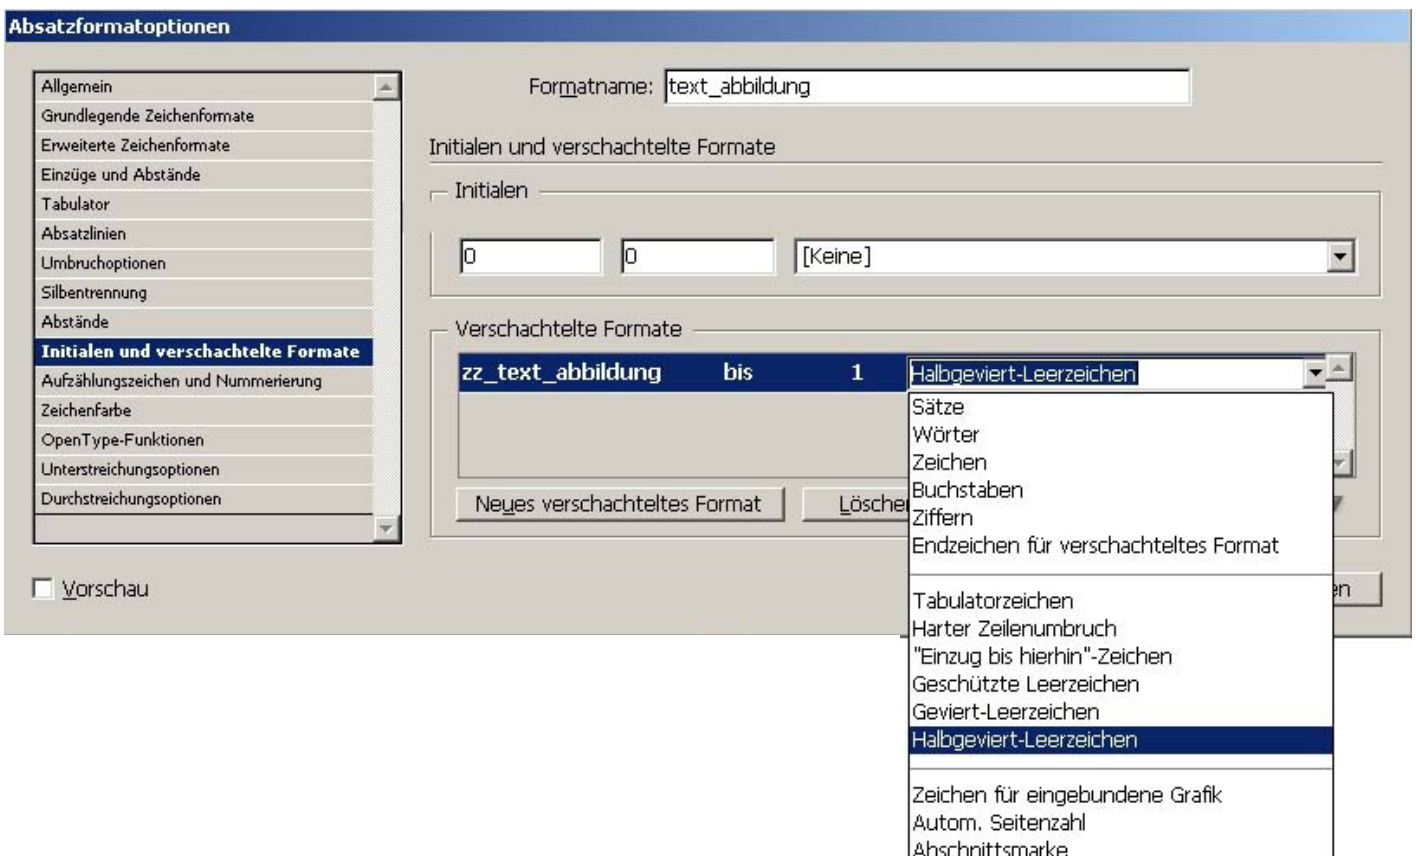 Absatzformatoptionen
Allgemein
Grundlegende Zeichenformate
Erweiterte Zeichenformate
Einzüge und Abstände
Tabulator
Absatzlinien
Umbruchoptionen
Silbentrennung
Abstände
Initialen und verschachtelte Formate
Aufzählungszeichen und Nummerierung
Zeichenfarbe
OpenType-Funktionen
Unterstreichungsoptionen
Durchstreichungsoptionen
Vorschau
Formatname: text_abbildung
Initialen und verschachtelte Formate
Initialen
0 0 [Keine]
Verschachtelte Formate
zz_text_abbildung bis 1 Halbgeviert-Leerzeichen
Neues verschachteltes Format Lösche
Sätze
Wörter
Zeichen
Buchstaben
Ziffern
Endzeichen für verschachteltes Format
Tabulatorzeichen
Harter Zeilenumbruch
"Einzug bis hierhin"-Zeichen
Geschützte Leerzeichen
Geviert-Leerzeichen
Halbgeviert-Leerzeichen
Zeichen für eingebundene Grafik
Autom. Seitenzahl
Abschnittsmarke